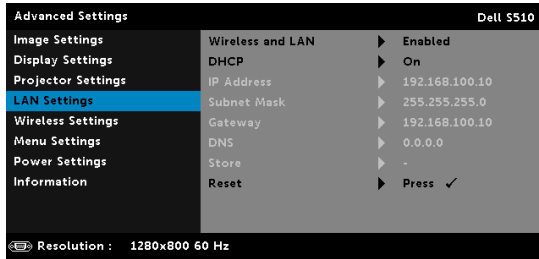 Advanced Settings Dell S510
Image Settings
Display Settings
Projector Settings
LAN Settings
Wireless Settings
Menu Settings
Power Settings
Information
Wireless and LAN Enabled
DHCP On
IP Address 192.168.100.10
Subnet Mask 255.255.255.0
Gateway 192.168.100.10
DNS 0.0.0.0
Store -
Reset Press ✓
Resolution : 1280x800 60 Hz